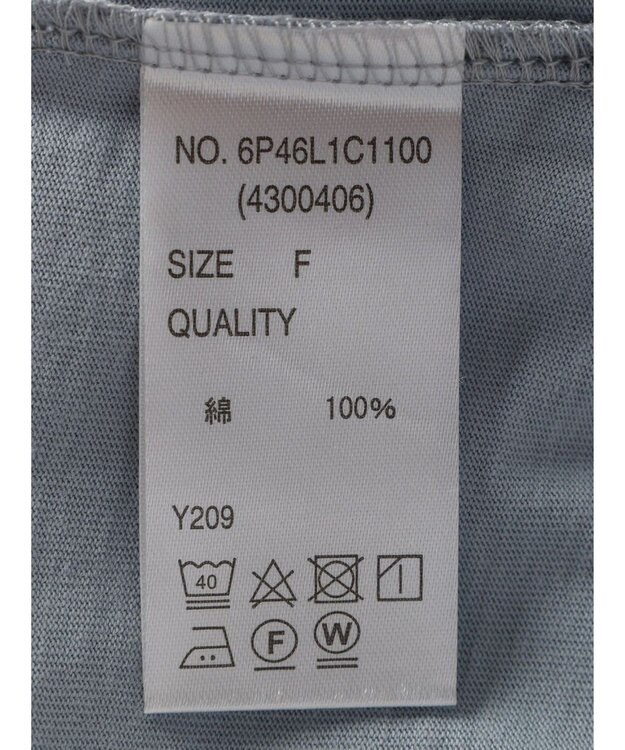 NO. 6P46L1C1100
(4300406)
SIZE F
QUALITY
綿 100%
Y209
40
F W